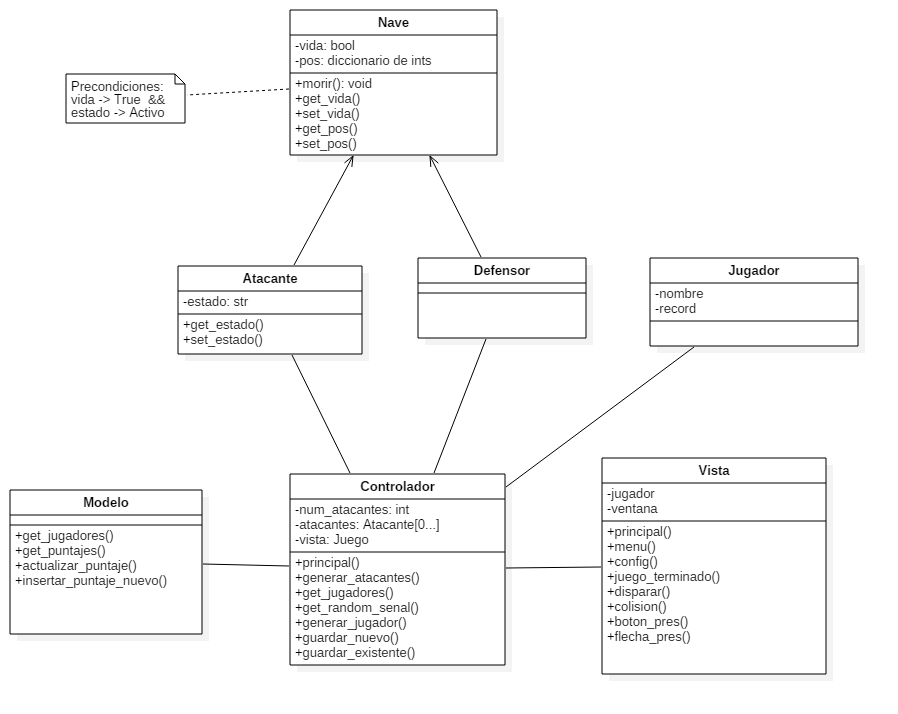 Nave
-vida: bool
-pos: diccionario de ints
+morir(): void
+get_vida()
+set_vida()
+get_pos()
+set_pos()
Precondiciones:
vida -> True &&
estado -> Activo
Atacante
-estado: str
+get_estado()
+set_estado()
Defensor
Jugador
-nombre
-record
Modelo
+get_jugadores()
+get_puntajes()
+actualizar_puntaje()
+insertar_puntaje_nuevo()
Controlador
-num_atacantes: int
-atacantes: Atacante[0...]
-vista: Juego
+principal()
+generar_atacantes()
+get_jugadores()
+get_random_senal()
+generar_jugador()
+guardar_nuevo()
+guardar_existente()
Vista
-jugador
-ventana
+principal()
+menu()
+config()
+juego_terminado()
+disparar()
+colision()
+boton_pres()
+flecha_pres()